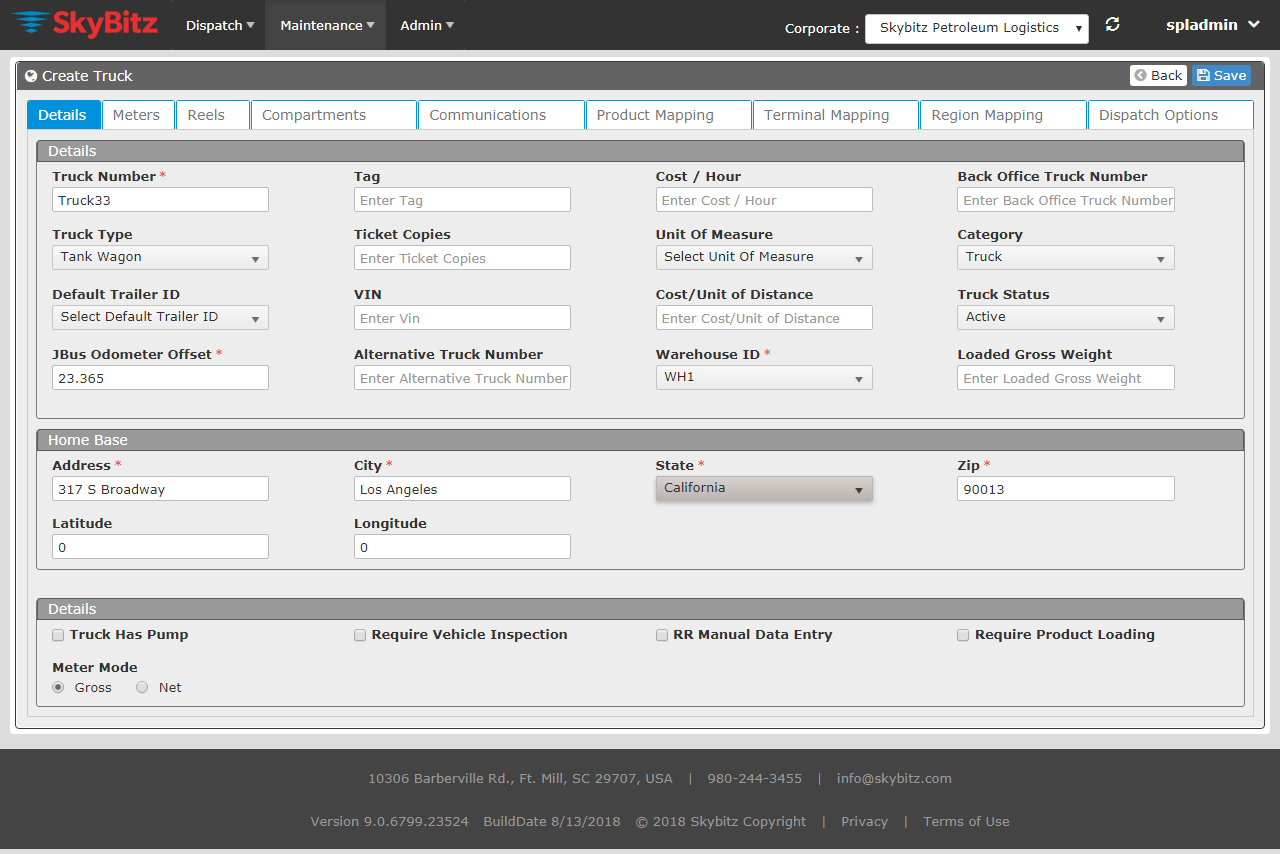 SkyBitz Dispatch Maintenance Admin Corporate : Skybitz Petroleum Logistics spladmin
Create Truck Back Save
Details Meters Reels Compartments Communications Product Mapping Terminal Mapping Region Mapping Dispatch Options
Details
Truck Number * Tag Cost / Hour Back Office Truck Number
Truck33 Enter Tag Enter Cost / Hour Enter Back Office Truck Number
Truck Type Ticket Copies Unit Of Measure Category
Tank Wagon Enter Ticket Copies Select Unit Of Measure Truck
Default Trailer ID VIN Cost/Unit of Distance Truck Status
Select Default Trailer ID Enter Vin Enter Cost/Unit of Distance Active
JBus Odometer Offset * Alternative Truck Number Warehouse ID * Loaded Gross Weight
23.365 Enter Alternative Truck Number WH1 Enter Loaded Gross Weight
Home Base
Address * City * State * Zip *
317 S Broadway Los Angeles California 90013
Latitude Longitude
0 0
Details
Truck Has Pump Require Vehicle Inspection RR Manual Data Entry Require Product Loading
Meter Mode
Gross Net
10306 Barberville Rd., Ft. Mill, SC 29707, USA | 980-244-3455 | info@skybitz.com
Version 9.0.6799.23524 BuildDate 8/13/2018 © 2018 Skybitz Copyright | Privacy | Terms of Use